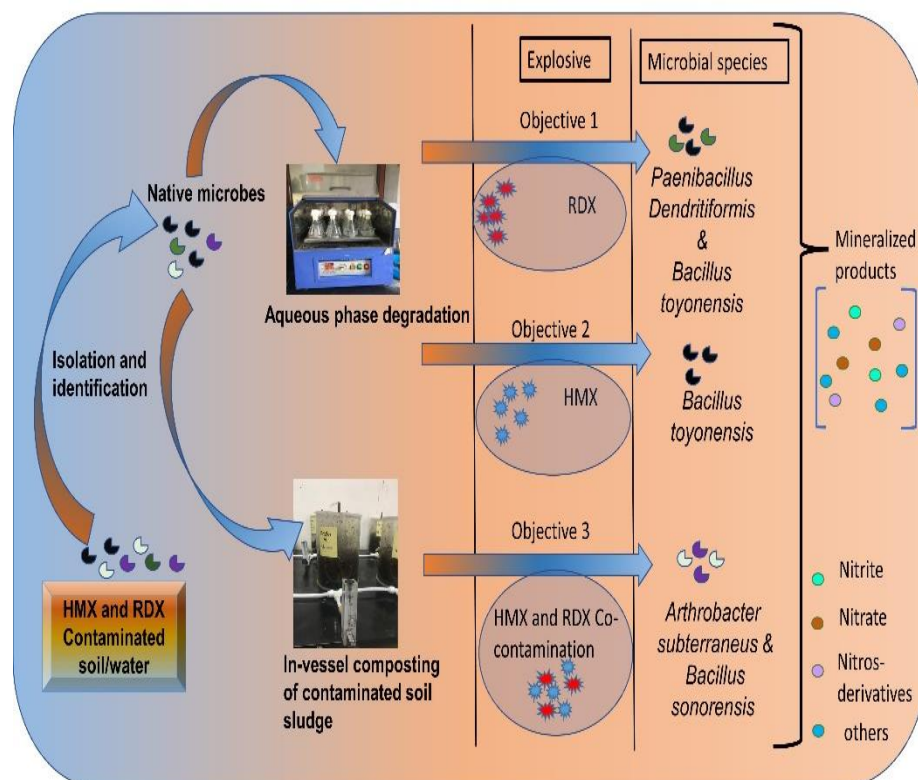 Explosive
Microbial species
Native microbes
Isolation and
identification
HMX and RDX
Contaminated
soil/water
Aqueous phase degradation
In-vessel composting
of contaminated soil
sludge
Objective 1
RDX
Paenibacillus
Dendritiformis
&
Bacillus
toyonensis
Objective 2
HMX
Bacillus
toyonensis
Objective 3
HMX and RDX Co-
contamination
Arthrobacter
subterraneus &
Bacillus
sonorensis
Mineralized
products
Nitrite
Nitrate
Nitros-
derivatives
others